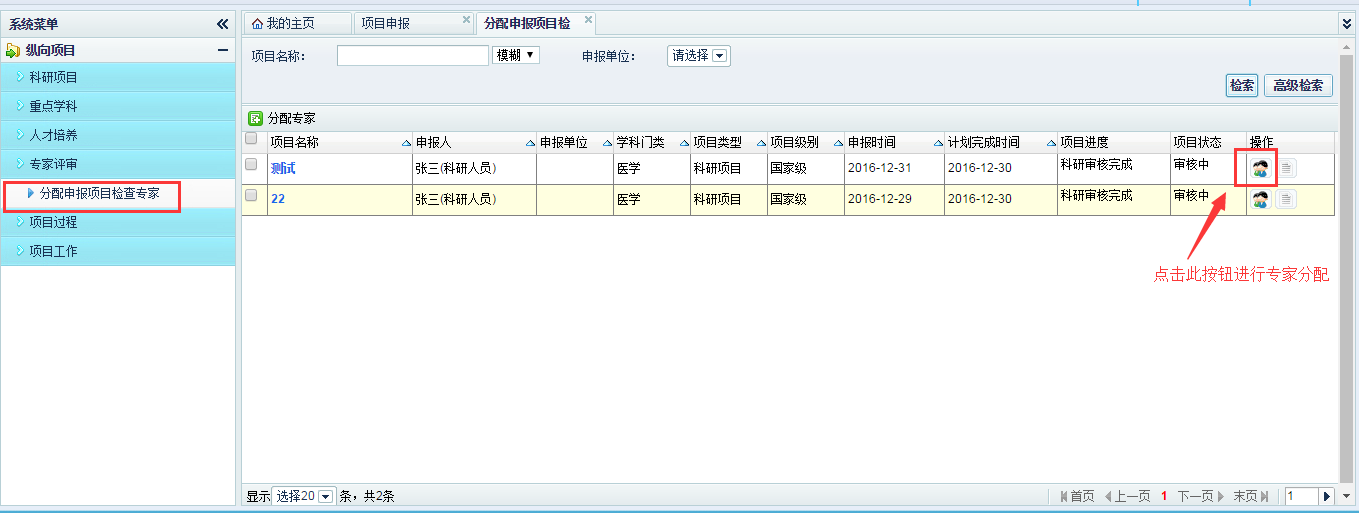 系统菜单
纵向项目
科研项目
重点学科
人才培养
专家评审
分配申报项目检查专家
项目过程
项目工作
我的主页 项目申报 分配申报项目检
项目名称： 模糊 申报单位： 请选择
检索 高级检索
分配专家
项目名称 申报人 申报单位 学科门类 项目类型 项目级别 申报时间 计划完成时间 项目进度 项目状态 操作
测试 张三(科研人员) 医学 科研项目 国家级 2016-12-31 2016-12-30 科研审核完成 审核中
22 张三(科研人员) 医学 科研项目 国家级 2016-12-29 2016-12-30 科研审核完成 审核中
点击此按钮进行专家分配
显示 选择20 条，共2条 首页 上一页 1 下一页 末页 1